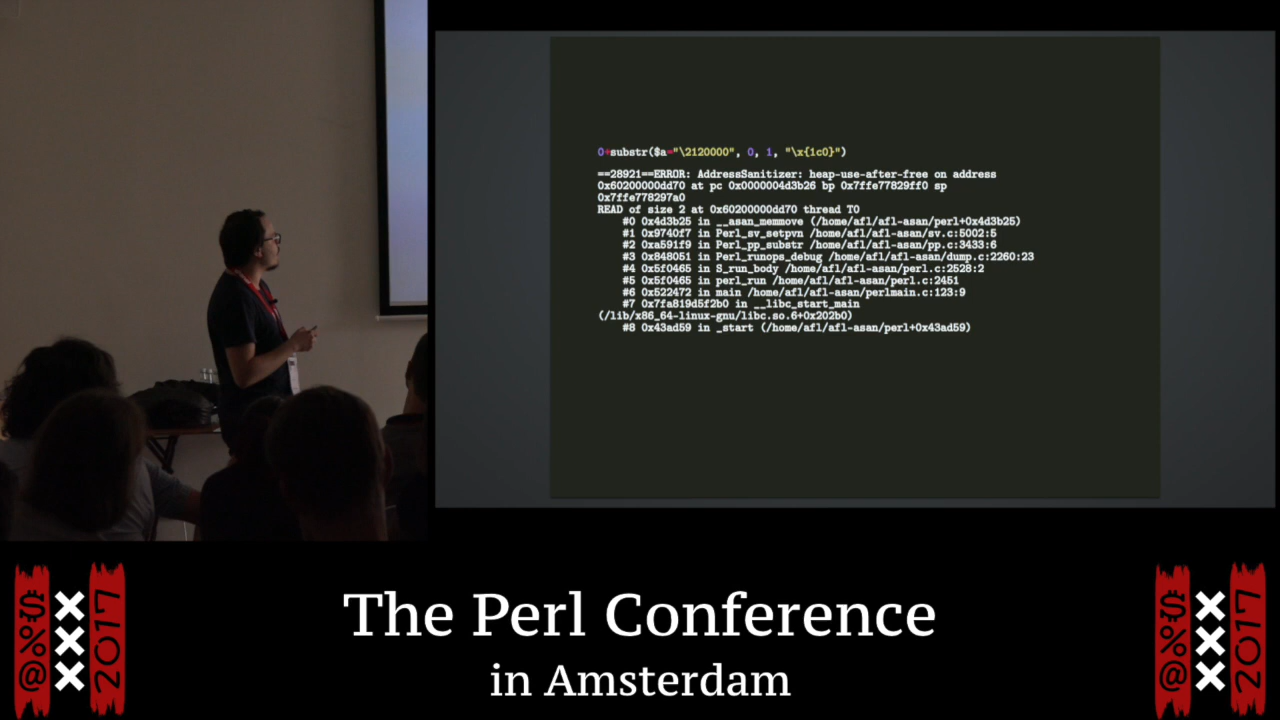 0+substr($a="\2120000", 0, 1, "\x{1c0}")
==28921==ERROR: AddressSanitizer: heap-use-after-free on address
0x60200000dd70 at pc 0x0000004d3b26 bp 0x7ffe77829ff0 sp
0x7ffe778297a0
READ of size 2 at 0x60200000dd70 thread T0
#0 0x4d3b25 in __asan_memmove (/home/afl/afl-asan/perl+0x4d3b25)
#1 0x9740f7 in Perl_sv_setpvn /home/afl/afl-asan/sv.c:5002:5
#2 0xa591f9 in Perl_pp_substr /home/afl/afl-asan/pp.c:3433:6
#3 0x848051 in Perl_runops_debug /home/afl/afl-asan/dump.c:2260:23
#4 0x5f0465 in S_run_body /home/afl/afl-asan/perl.c:2528:2
#5 0x5f0465 in perl_run /home/afl/afl-asan/perl.c:2451
#6 0x522472 in main /home/afl/afl-asan/perlmain.c:123:9
#7 0x7fa819d5f2b0 in __libc_start_main
(/lib/x86_64-linux-gnu/libc.so.6+0x202b0)
#8 0x43ad59 in _start (/home/afl/afl-asan/perl+0x43ad59)
The Perl Conference
in Amsterdam
@%$
XXX
2017
@%$
XXX
2017